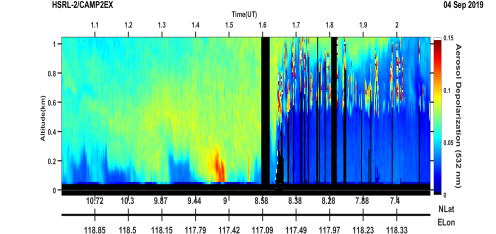 HSRL-2/CAMP2EX 04 Sep 2019
Time(UT)
1.1 1.2 1.3 1.4 1.5 1.6 1.7 1.8 1.9 2
Altitude(km)
1
0.8
0.6
0.4
0.2
0
0.15
0.1
0.05
0
Aerosol Depolarization (532 nm)
10.72 10.3 9.87 9.44 9 8.58 8.38 8.28 7.88 7.4
NLat
ELon
118.85 118.5 118.15 117.79 117.42 117.09 117.49 117.98 118.23 118.33